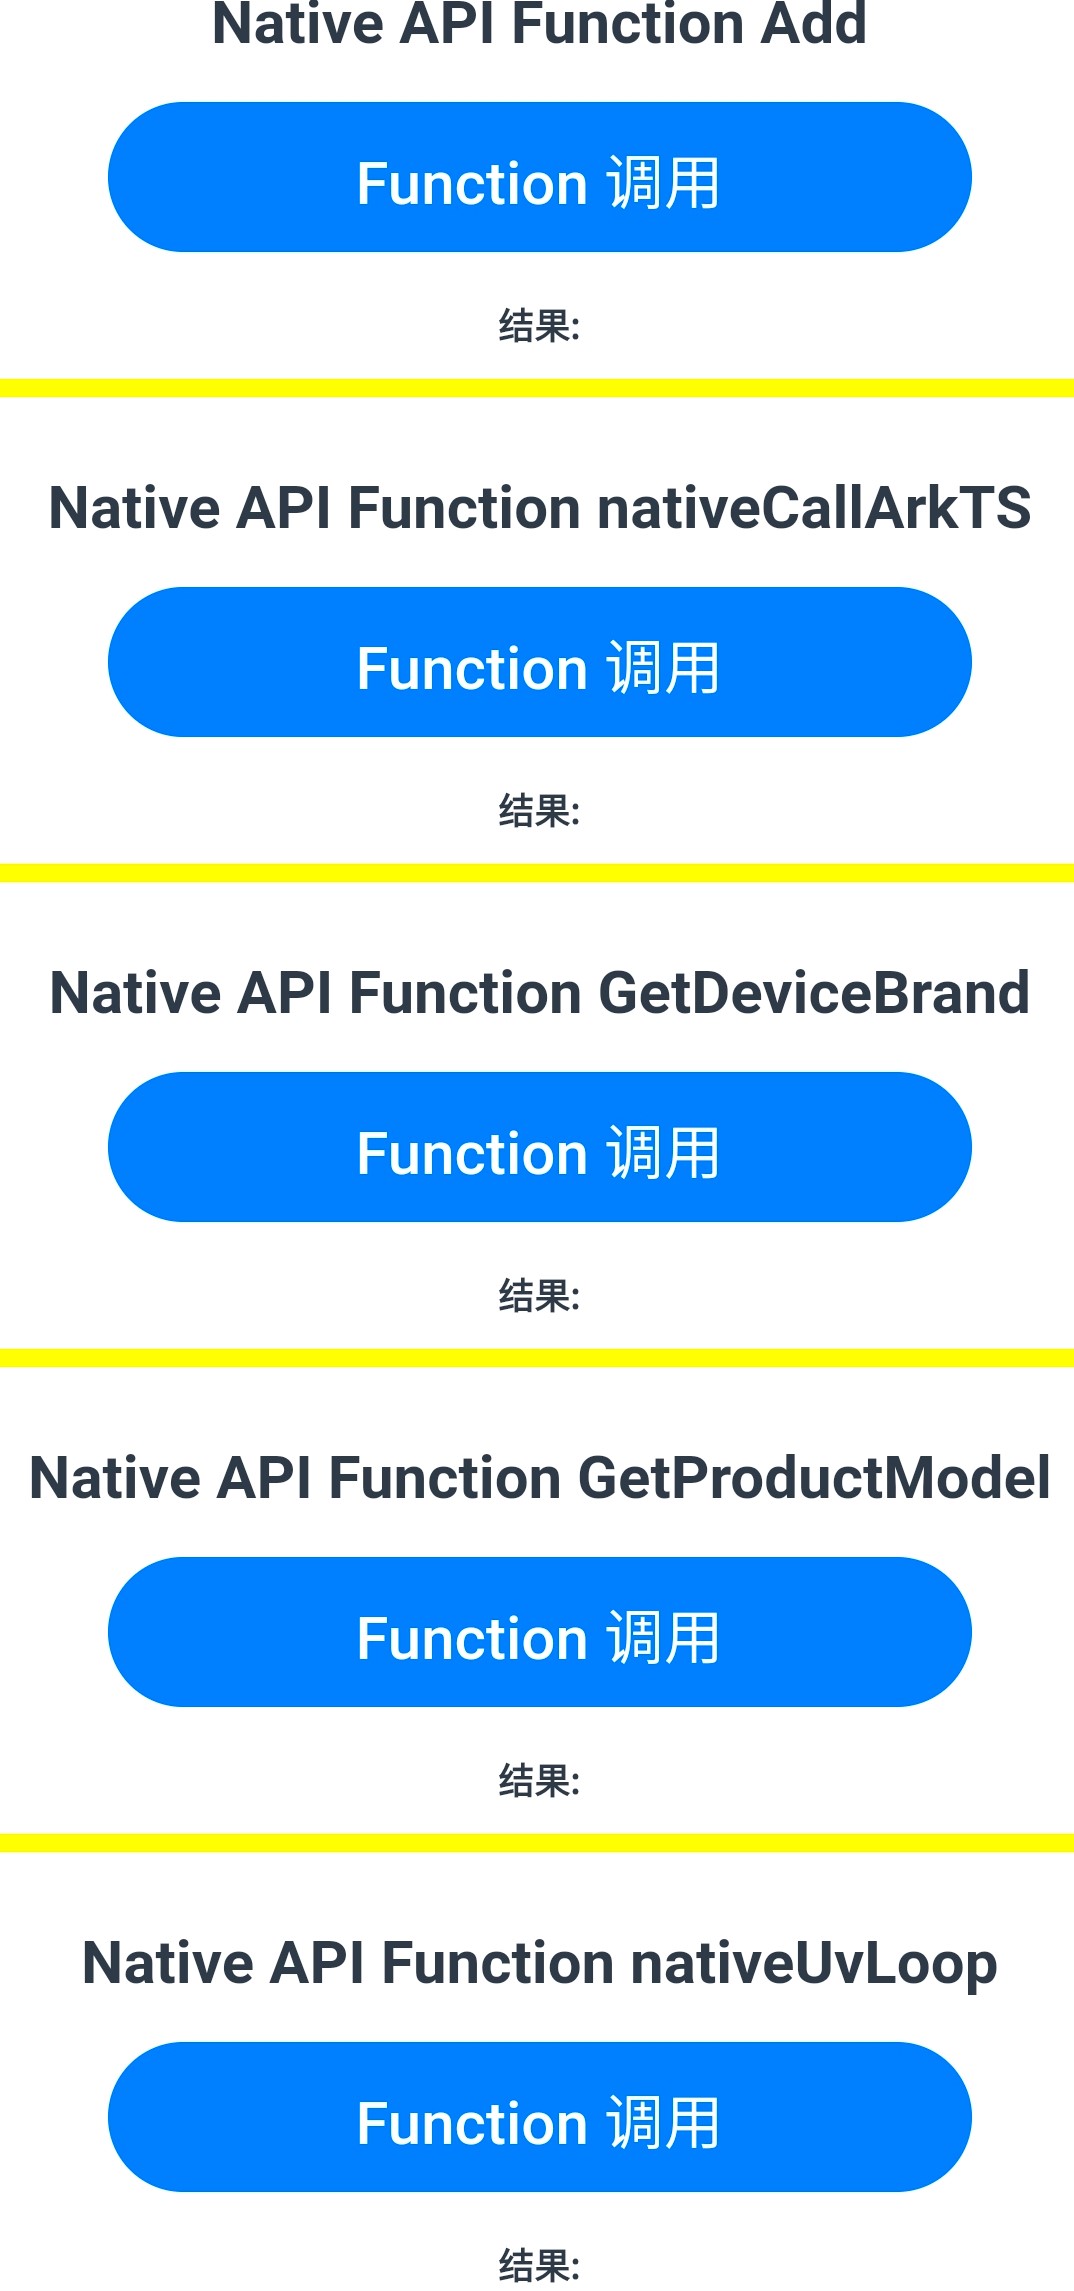 Native API Function Add
Function 调用
结果:
Native API Function nativeCallArkTS
Function 调用
结果:
Native API Function GetDeviceBrand
Function 调用
结果:
Native API Function GetProductModel
Function 调用
结果:
Native API Function nativeUvLoop
Function 调用
结果: